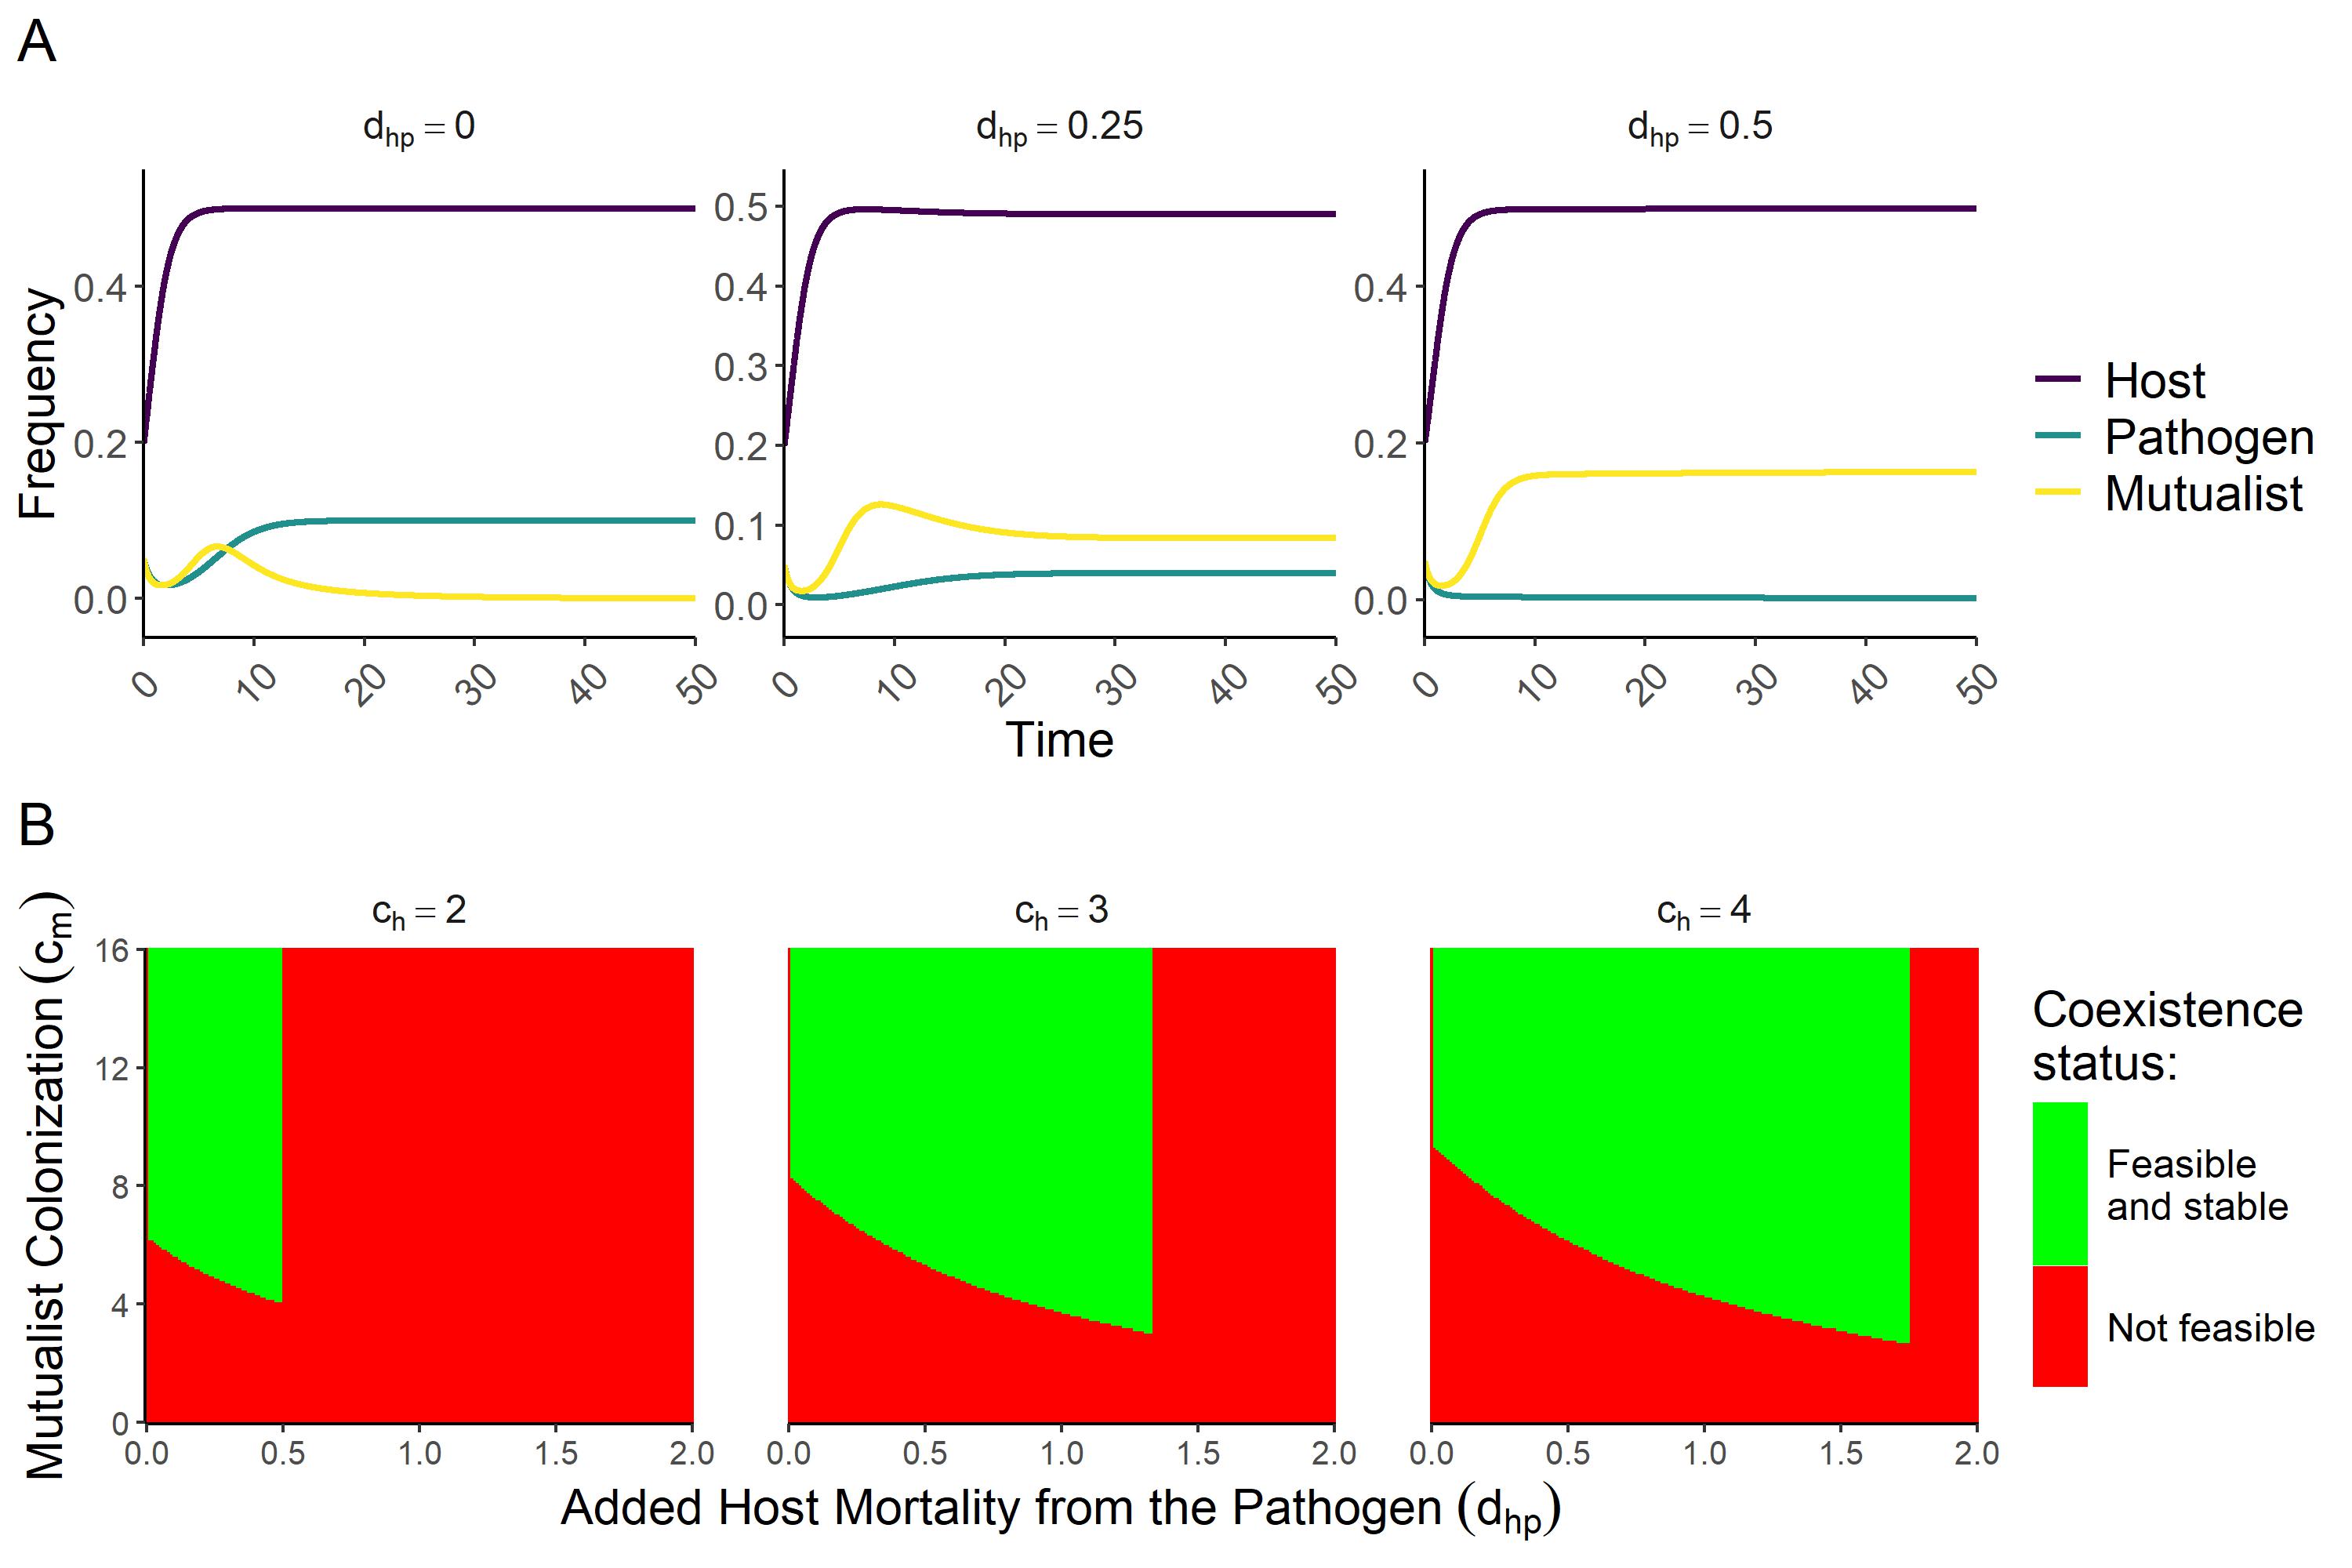 A
dhp = 0
dhp = 0.25
dhp = 0.5
Frequency
0.4
0.2
0.0
0.5
0.4
0.3
0.2
0.1
0.0
0.4
0.2
0.0
0 10 20 30 40 50
0 10 20 30 40 50
0 10 20 30 40 50
Time
Host
Pathogen
Mutualist
B
ch = 2
ch = 3
ch = 4
Mutualist Colonization (cm)
16
12
8
4
0
0.0 0.5 1.0 1.5 2.0
0.0 0.5 1.0 1.5 2.0
0.0 0.5 1.0 1.5 2.0
Added Host Mortality from the Pathogen (dhp)
Coexistence
status:
Feasible
and stable
Not feasible